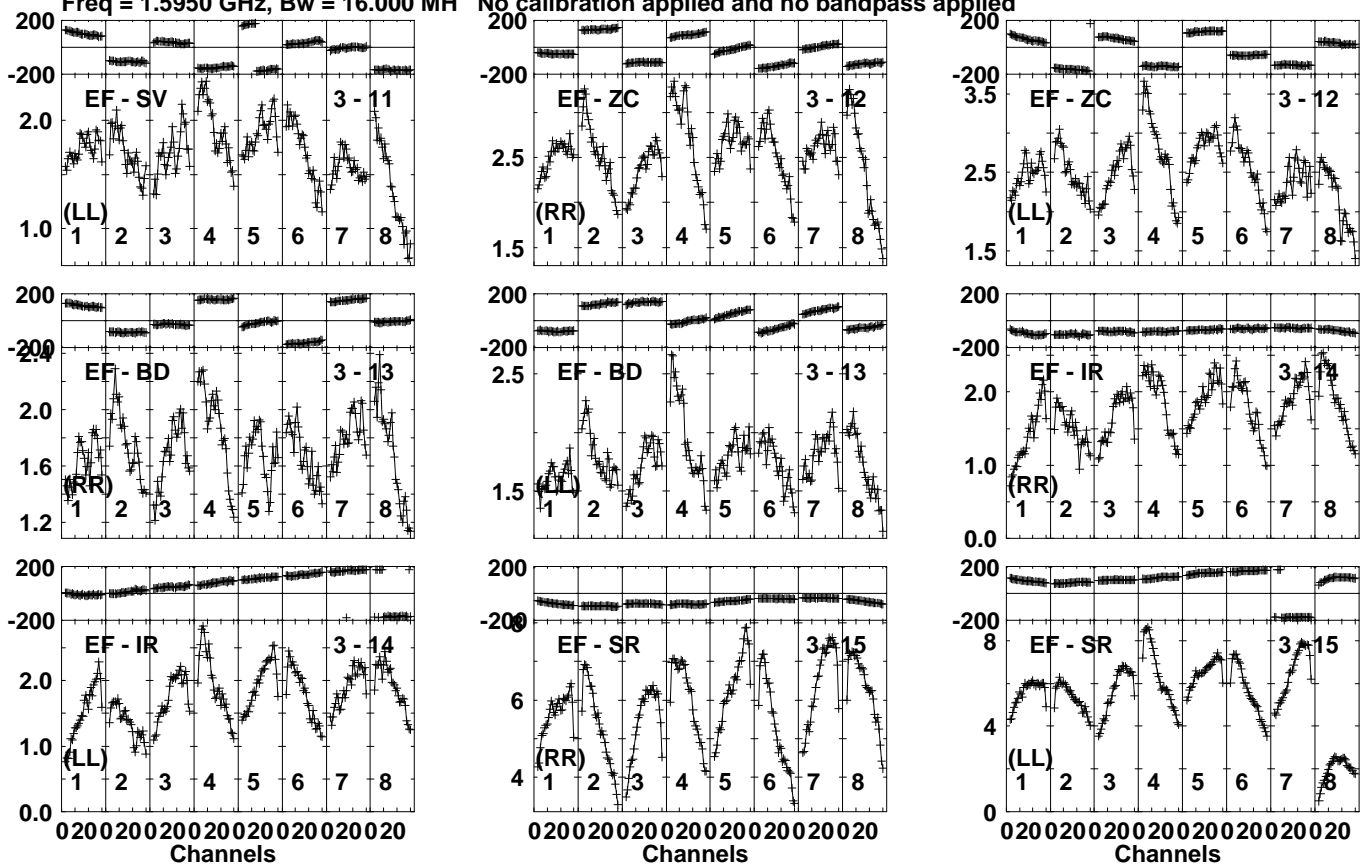 Freq = 1.5950 GHz, Bw = 16.000 MH No calibration applied and no bandpass applied
200
-200
EF - SV 3 - 11
2.0
1.0
(LL)
1 2 3 4 5 6 7 8
200
-200
EF - ZC 3 - 12
2.5
1.5
(RR)
1 2 3 4 5 6 7 8
200
-200
EF - ZC 3 - 12
3.5
2.5
1.5
(LL)
1 2 3 4 5 6 7 8
200
-200
EF - BD 3 - 13
2.4
2.0
1.6
1.2
(RR)
1 2 3 4 5 6 7 8
200
-200
EF - BD 3 - 13
2.5
1.5
(LL)
1 2 3 4 5 6 7 8
200
-200
EF - IR 3 - 14
2.0
1.0
0.0
(RR)
1 2 3 4 5 6 7 8
200
-200
EF - IR 3 - 14
2.0
1.0
0.0
(LL)
1 2 3 4 5 6 7 8
0 20 0 20 0 20 0 20 0 20 0 20 0 20 0 20
Channels
200
-200
EF - SR 3 - 15
8
6
4
(RR)
1 2 3 4 5 6 7 8
0 20 0 20 0 20 0 20 0 20 0 20 0 20 0 20
Channels
200
-200
EF - SR 3 - 15
8
4
0
(LL)
1 2 3 4 5 6 7 8
0 20 0 20 0 20 0 20 0 20 0 20 0 20 0 20
Channels